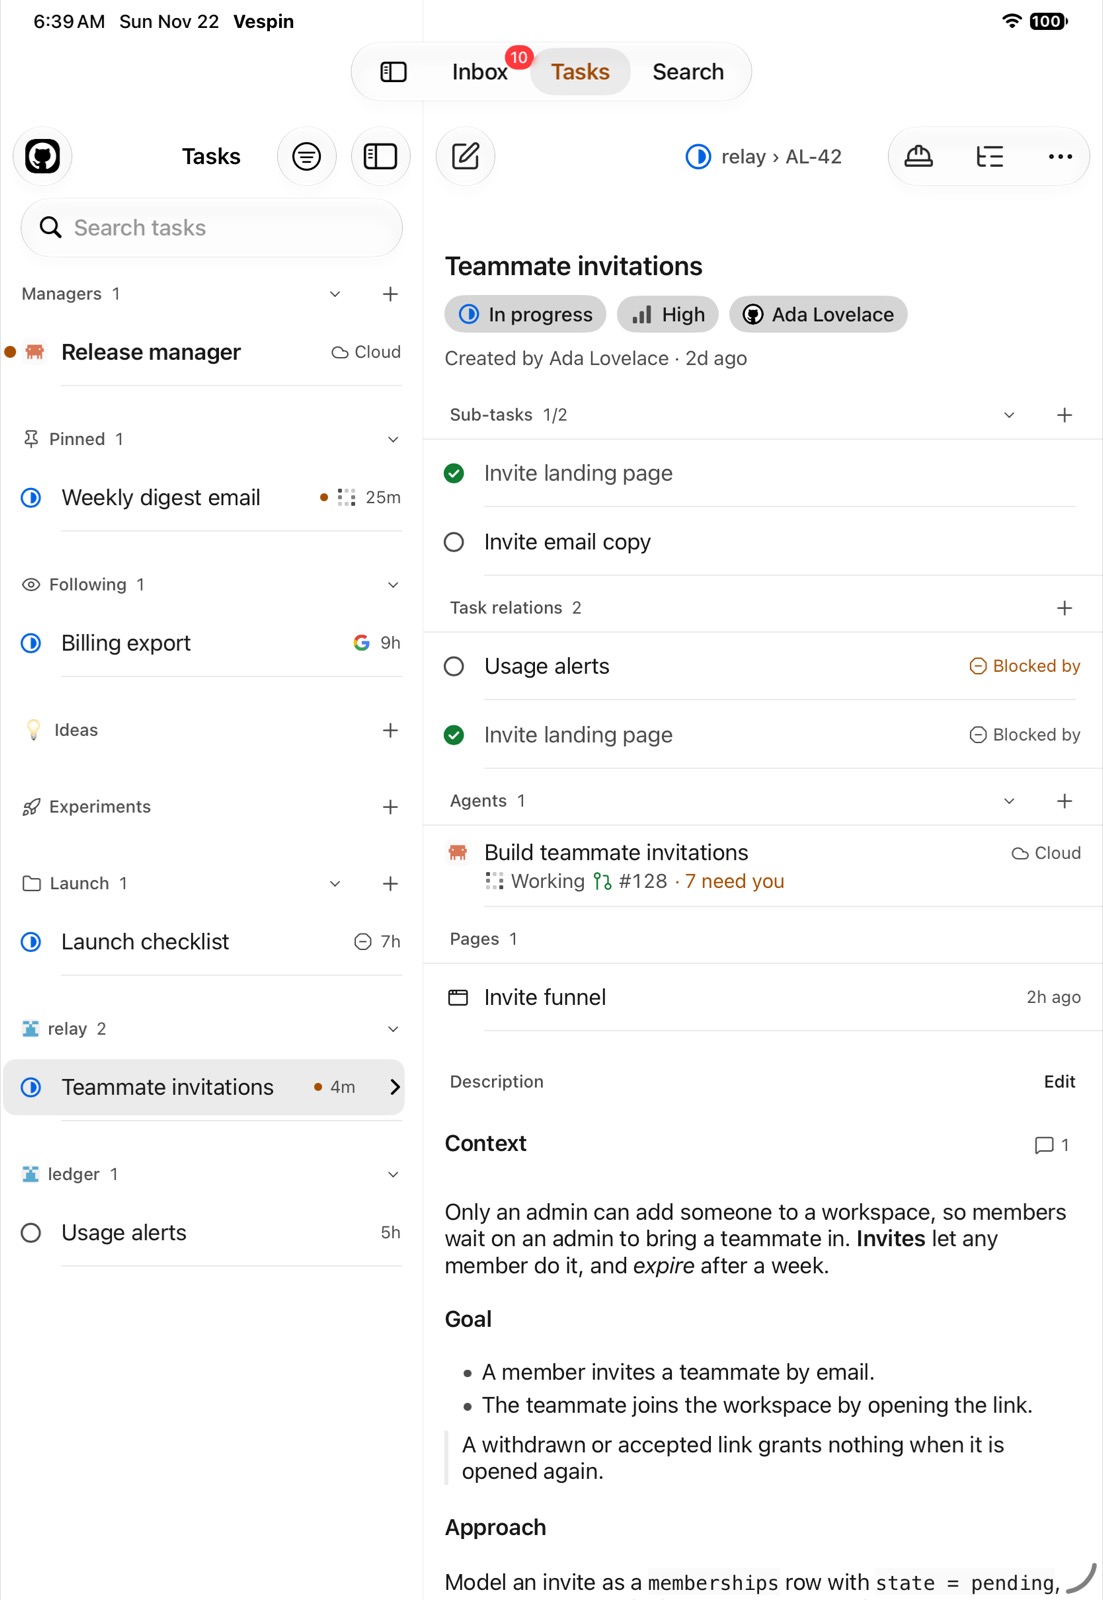 6:39 AM Sun Nov 22 Vespin
100
Inbox 10 Tasks Search
Tasks
relay › AL-42
Search tasks
Managers 1
Release manager Cloud
Pinned 1
Weekly digest email 25m
Following 1
Billing export 9h
Ideas
Experiments
Launch 1
Launch checklist 7h
relay 2
Teammate invitations 4m
ledger 1
Usage alerts 5h
Teammate invitations
In progress High Ada Lovelace
Created by Ada Lovelace · 2d ago
Sub-tasks 1/2
Invite landing page
Invite email copy
Task relations 2
Usage alerts Blocked by
Invite landing page Blocked by
Agents 1
Build teammate invitations Cloud
Working #128 · 7 need you
Pages 1
Invite funnel 2h ago
Description Edit
Context 1
Only an admin can add someone to a workspace, so members
wait on an admin to bring a teammate in. Invites let any
member do it, and expire after a week.
Goal
• A member invites a teammate by email.
• The teammate joins the workspace by opening the link.
A withdrawn or accepted link grants nothing when it is
opened again.
Approach
Model an invite as a memberships row with state = pending,